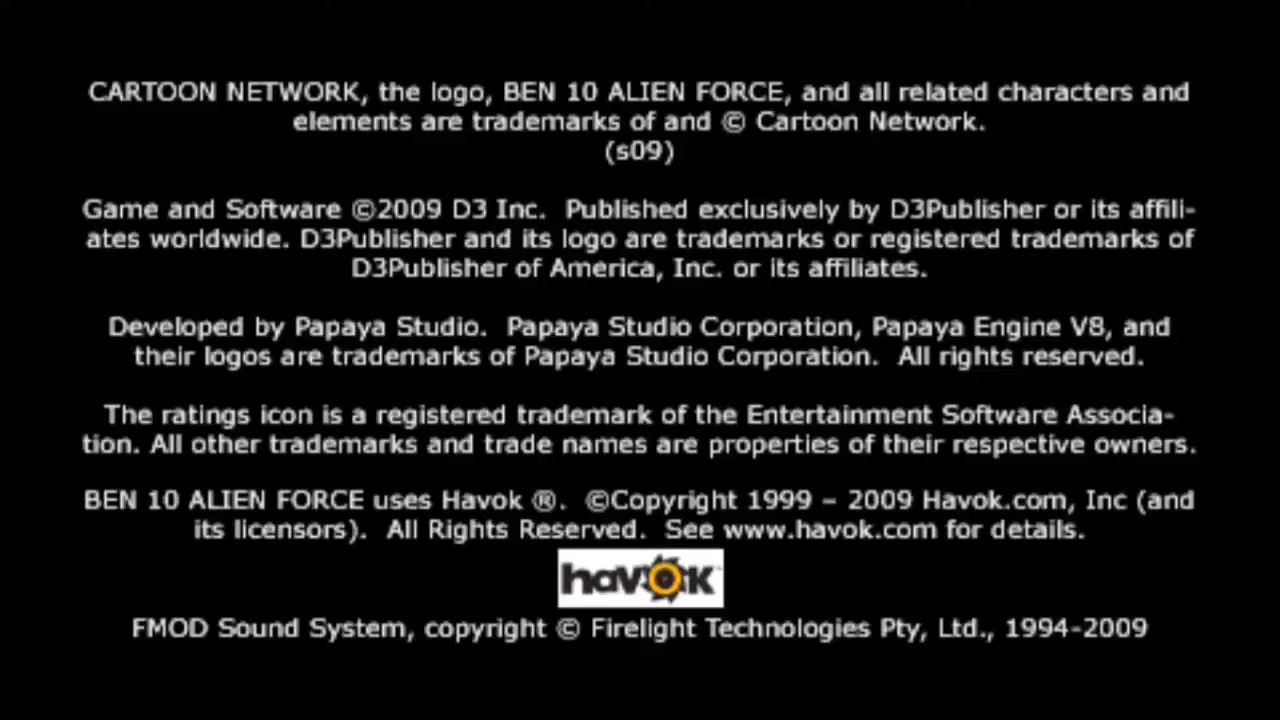 CARTOON NETWORK, the logo, BEN 10 ALIEN FORCE, and all related characters and
elements are trademarks of and © Cartoon Network.
(s09)
Game and Software ©2009 D3 Inc.  Published exclusively by D3Publisher or its affili-
ates worldwide. D3Publisher and its logo are trademarks or registered trademarks of
D3Publisher of America, Inc. or its affiliates.
Developed by Papaya Studio.  Papaya Studio Corporation, Papaya Engine V8, and
their logos are trademarks of Papaya Studio Corporation.  All rights reserved.
The ratings icon is a registered trademark of the Entertainment Software Associa-
tion. All other trademarks and trade names are properties of their respective owners.
BEN 10 ALIEN FORCE uses Havok ®.  ©Copyright 1999 – 2009 Havok.com, Inc (and
its licensors).  All Rights Reserved.  See www.havok.com for details.
havok
FMOD Sound System, copyright © Firelight Technologies Pty, Ltd., 1994-2009